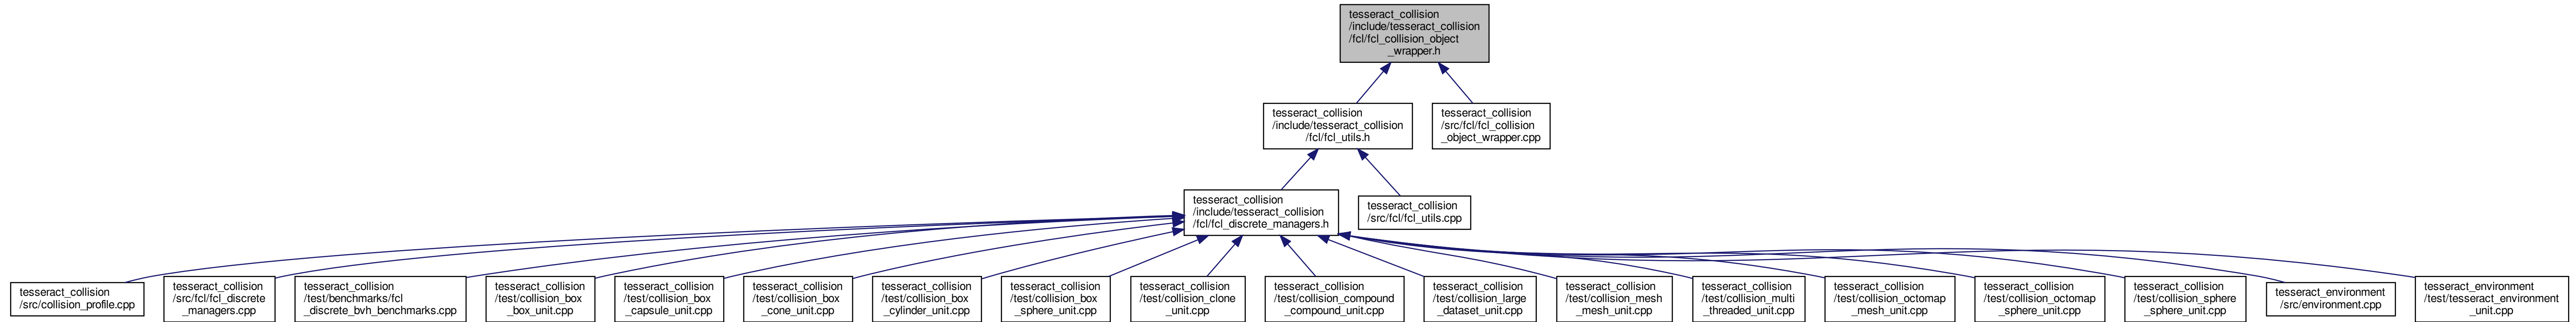 tesseract_collision
/include/tesseract_collision
/fcl/fcl_collision_object
_wrapper.h
tesseract_collision
/include/tesseract_collision
/fcl/fcl_utils.h
tesseract_collision
/src/fcl/fcl_collision
_object_wrapper.cpp
tesseract_collision
/include/tesseract_collision
/fcl/fcl_discrete_managers.h
tesseract_collision
/src/fcl/fcl_utils.cpp
tesseract_collision
/src/collision_profile.cpp
tesseract_collision
/src/fcl/fcl_discrete
_managers.cpp
tesseract_collision
/test/benchmarks/fcl
_discrete_bvh_benchmarks.cpp
tesseract_collision
/test/collision_box
_box_unit.cpp
tesseract_collision
/test/collision_box
_capsule_unit.cpp
tesseract_collision
/test/collision_box
_cone_unit.cpp
tesseract_collision
/test/collision_box
_cylinder_unit.cpp
tesseract_collision
/test/collision_box
_sphere_unit.cpp
tesseract_collision
/test/collision_clone
_unit.cpp
tesseract_collision
/test/collision_compound
_compound_unit.cpp
tesseract_collision
/test/collision_large
_dataset_unit.cpp
tesseract_collision
/test/collision_mesh
_mesh_unit.cpp
tesseract_collision
/test/collision_multi
_threaded_unit.cpp
tesseract_collision
/test/collision_octomap
_mesh_unit.cpp
tesseract_collision
/test/collision_octomap
_sphere_unit.cpp
tesseract_collision
/test/collision_sphere
_sphere_unit.cpp
tesseract_environment
/src/environment.cpp
tesseract_environment
/test/tesseract_environment
_unit.cpp